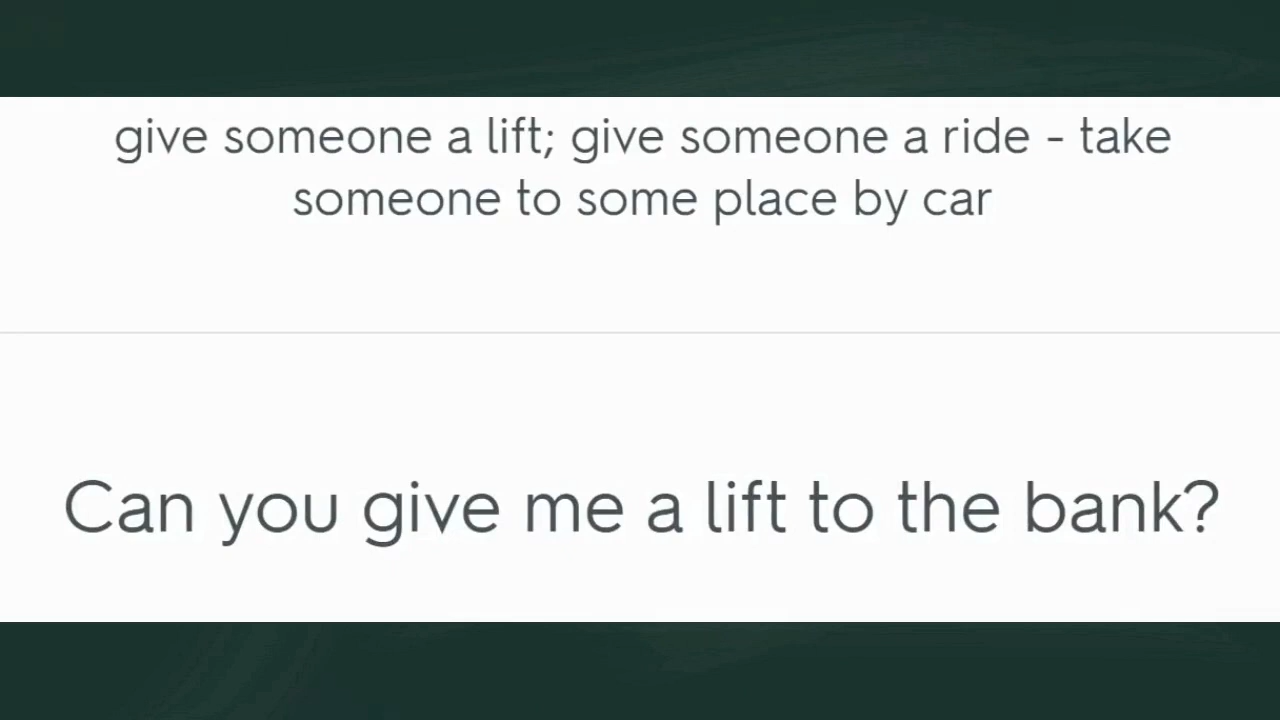 give someone a lift; give someone a ride - take
someone to some place by car
Can you give me a lift to the bank?